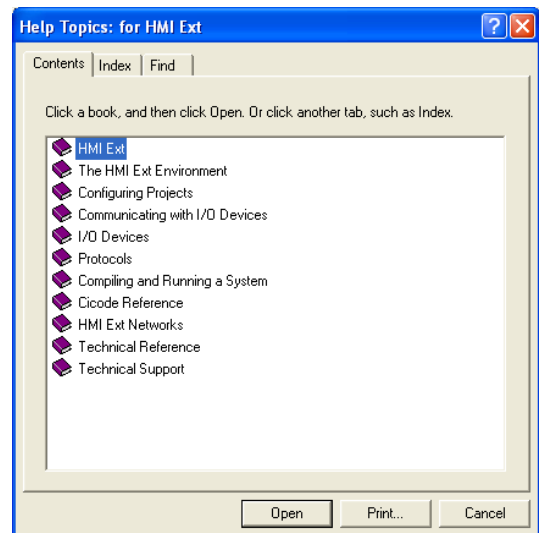 Help Topics: for HMI Ext
Contents Index Find
Click a book, and then click Open. Or click another tab, such as Index.
HMI Ext
The HMI Ext Environment
Configuring Projects
Communicating with I/O Devices
I/O Devices
Protocols
Compiling and Running a System
Cicode Reference
HMI Ext Networks
Technical Reference
Technical Support
Open Print... Cancel